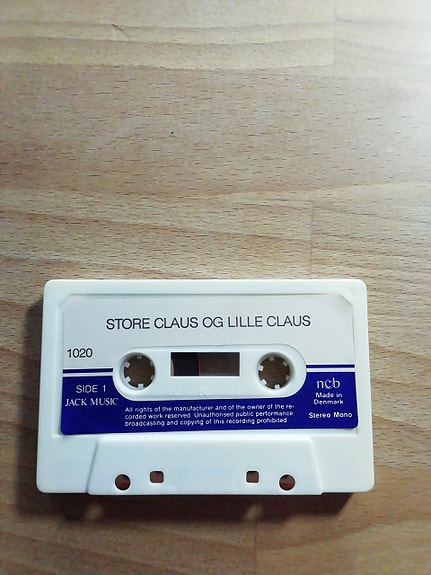 STORE CLAUS OG LILLE CLAUS
1020
SIDE 1
JACK MUSIC
All rights of the manufacturer and of the owner of the re-
corded work reserved Unauthorised public performance
broadcasting and copying of this recording prohibited
ncb
Made in
Denmark
Stereo Mono